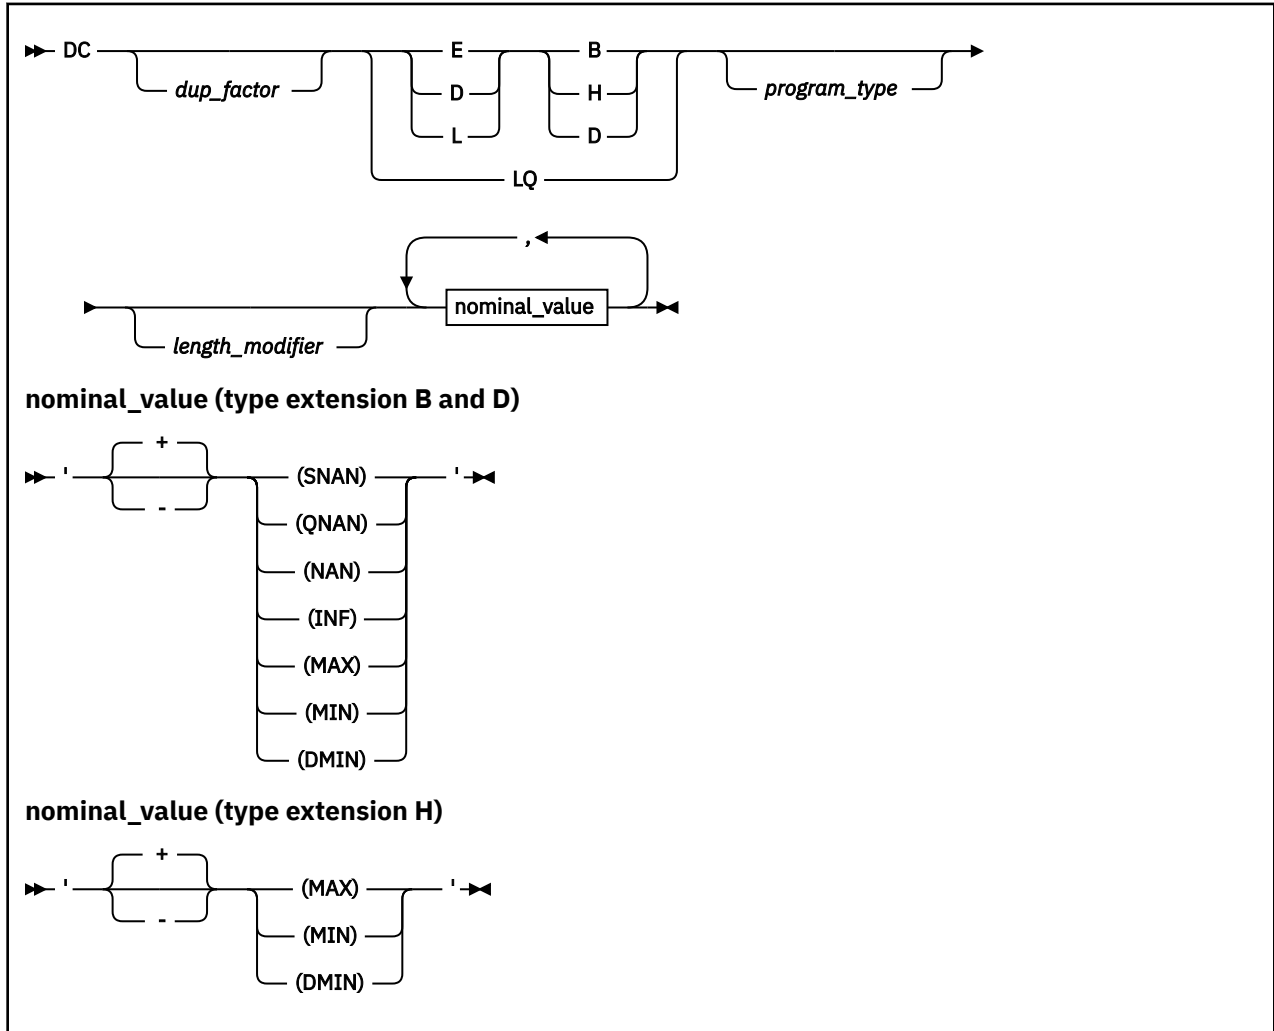 DC dup_factor E B program_type
D H
L D
LQ
,
length_modifier nominal_value
nominal_value (type extension B and D)
+
' (SNAN) '
-
(QNAN)
(NAN)
(INF)
(MAX)
(MIN)
(DMIN)
nominal_value (type extension H)
+
' (MAX) '
-
(MIN)
(DMIN)